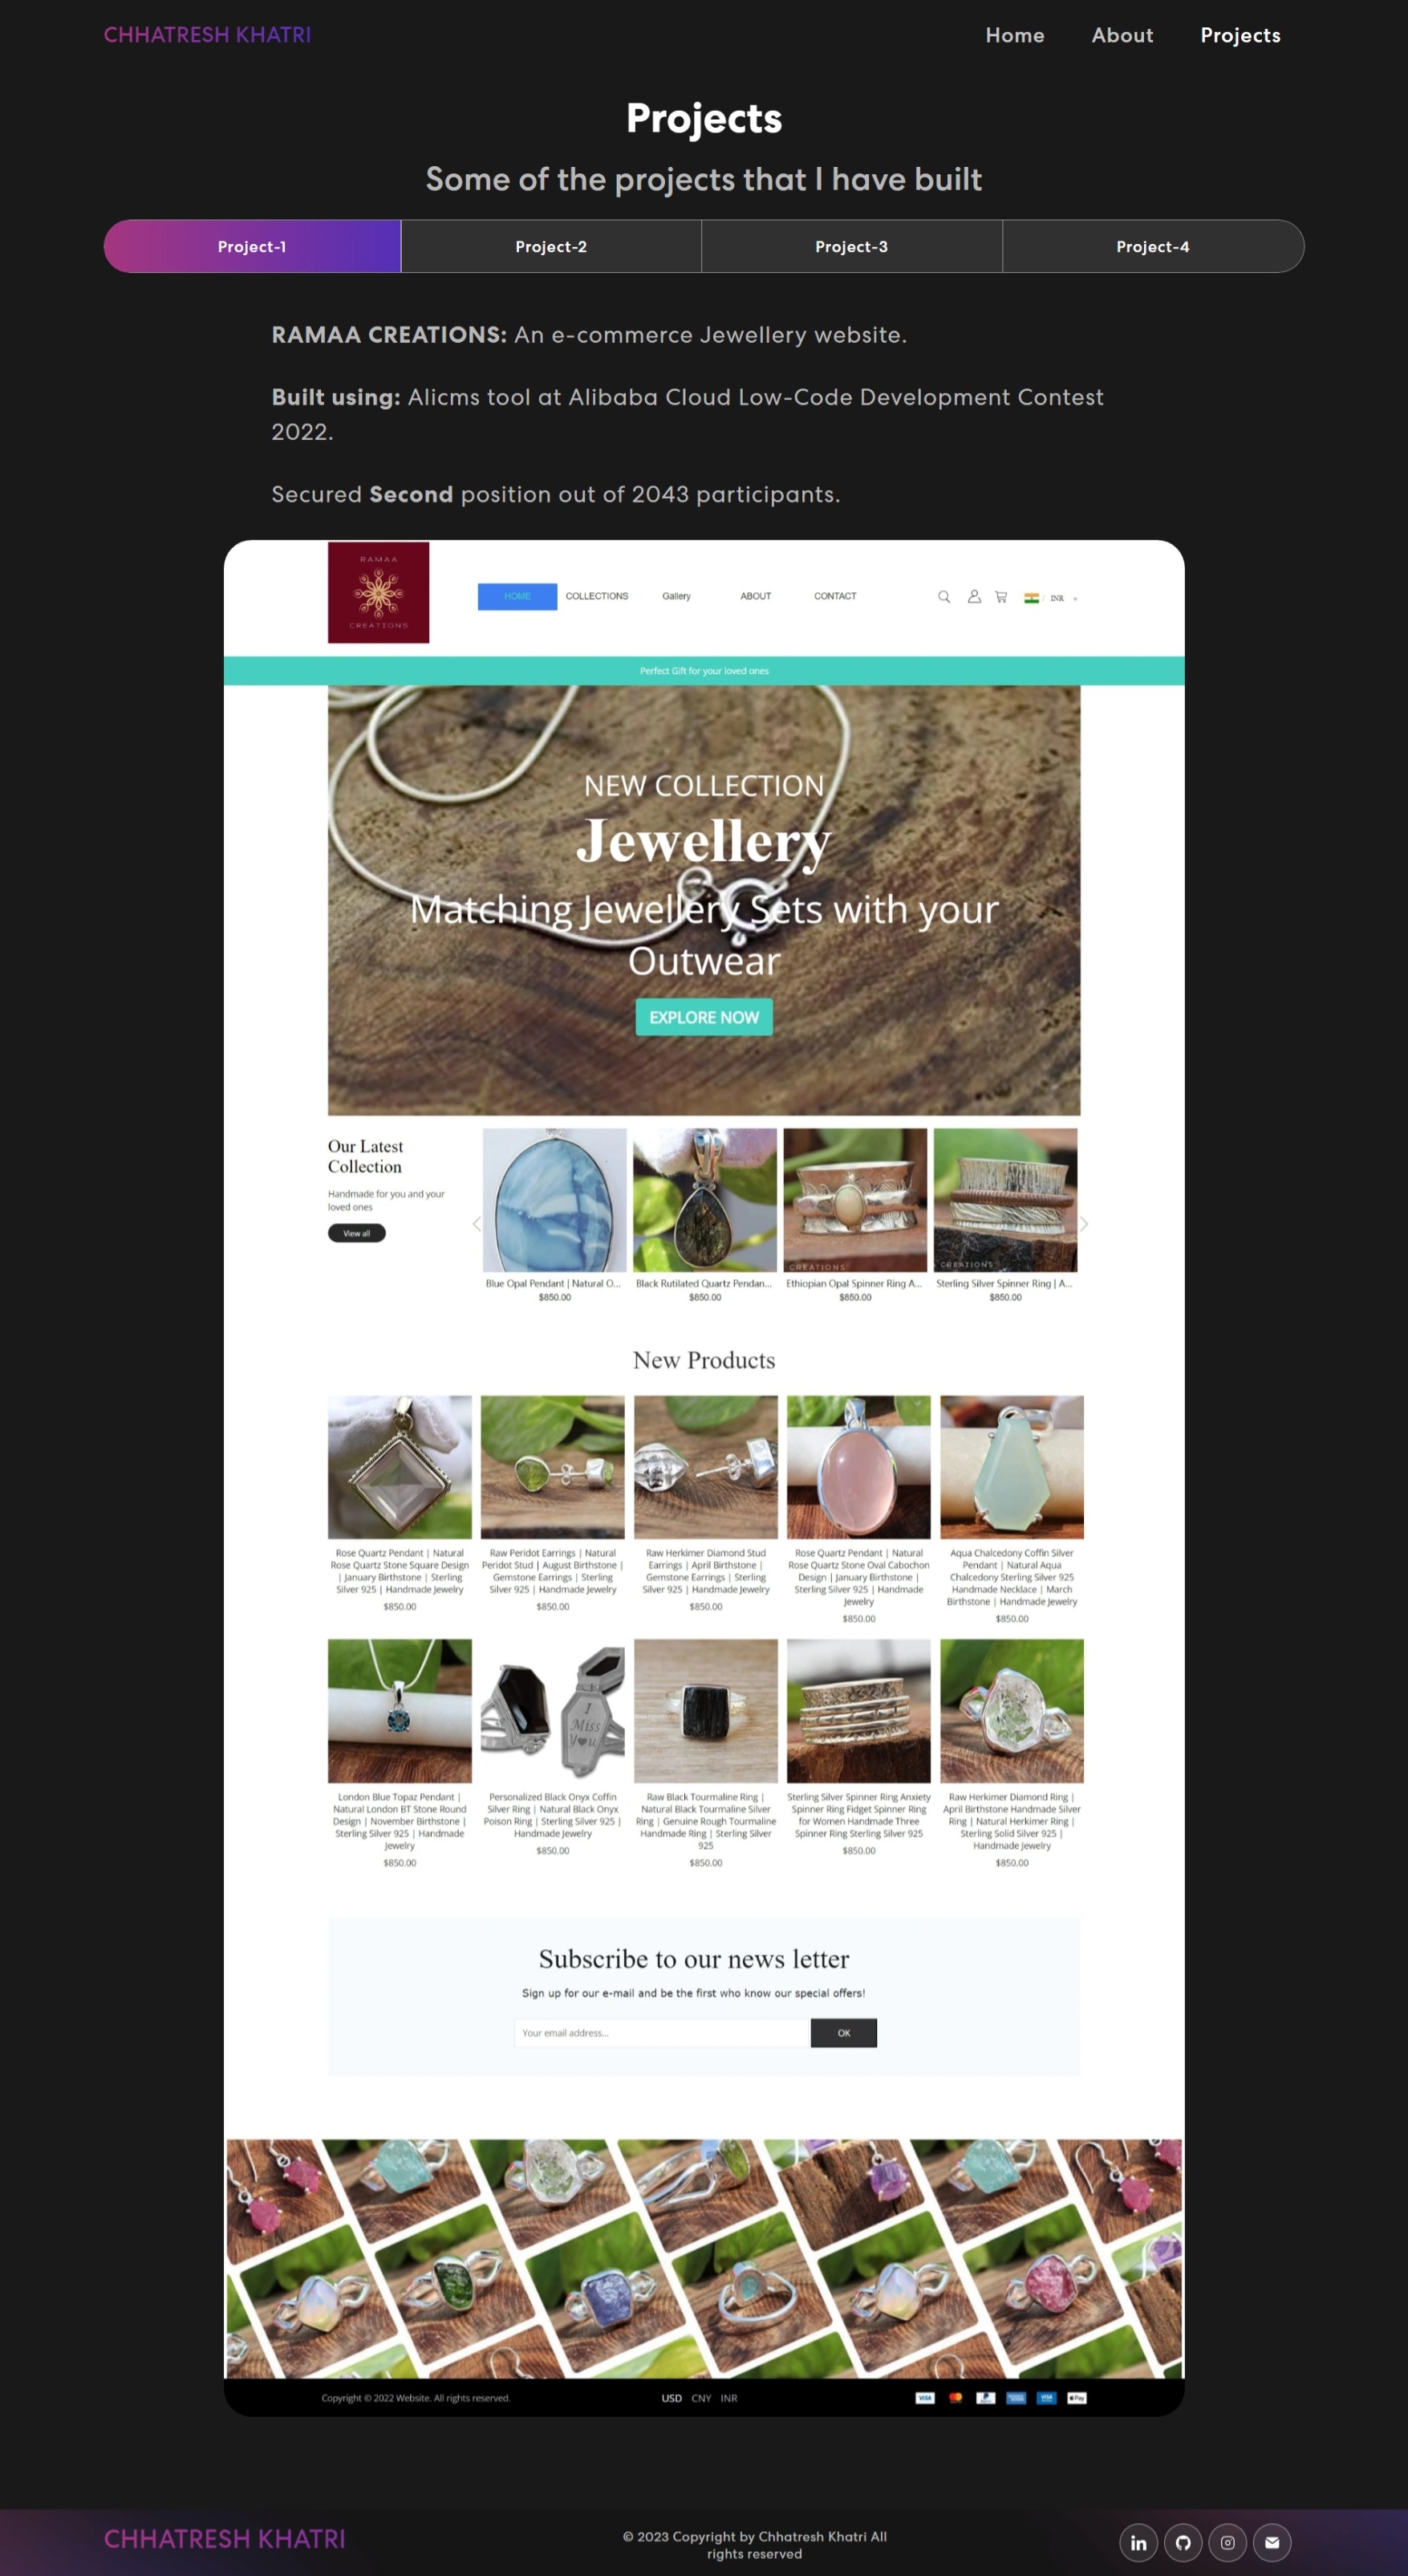 CHHATRESH KHATRI
Home About Projects
Projects
Some of the projects that I have built
Project-1 Project-2 Project-3 Project-4
RAMAA CREATIONS: An e-commerce Jewellery website.
Built using: Alicms tool at Alibaba Cloud Low-Code Development Contest
2022.
Secured Second position out of 2043 participants.
RAMAA
CREATIONS
HOME COLLECTIONS Gallery ABOUT CONTACT INR
Perfect Gift for your loved ones
NEW COLLECTION
Jewellery
Matching Jewellery Sets with your
Outwear
EXPLORE NOW
Our Latest
Collection
Handmade for you and your
loved ones
View all
CREATIONS
CREATIONS
Blue Opal Pendant | Natural O...
$850.00
Black Rutilated Quartz Pendan...
$850.00
Ethiopian Opal Spinner Ring A...
$850.00
Sterling Silver Spinner Ring | A...
$850.00
New Products
Rose Quartz Pendant | Natural
Rose Quartz Stone Square Design
| January Birthstone | Sterling
Silver 925 | Handmade Jewelry
$850.00
Raw Peridot Earrings | Natural
Peridot Stud | August Birthstone |
Gemstone Earrings | Sterling
Silver 925 | Handmade Jewelry
$850.00
Raw Herkimer Diamond Stud
Earrings | April Birthstone |
Gemstone Earrings | Sterling
Silver 925 | Handmade Jewelry
$850.00
Rose Quartz Pendant | Natural
Rose Quartz Stone Oval Cabochon
Design | January Birthstone |
Sterling Silver 925 | Handmade
Jewelry
$850.00
Aqua Chalcedony Coffin Silver
Pendant | Natural Aqua
Chalcedony Sterling Silver 925
Handmade Necklace | March
Birthstone | Handmade Jewelry
$850.00
I
Miss
Y♥u
London Blue Topaz Pendant |
Natural London BT Stone Round
Design | November Birthstone |
Sterling Silver 925 | Handmade
Jewelry
$850.00
Personalized Black Onyx Coffin
Silver Ring | Natural Black Onyx
Poison Ring | Sterling Silver 925 |
Handmade Jewelry
$850.00
Raw Black Tourmaline Ring |
Natural Black Tourmaline Silver
Ring | Genuine Rough Tourmaline
Handmade Ring | Sterling Silver
925
$850.00
Sterling Silver Spinner Ring Anxiety
Spinner Ring Fidget Spinner Ring
for Women Handmade Three
Spinner Ring Sterling Silver 925
$850.00
Raw Herkimer Diamond Ring |
April Birthstone Handmade Silver
Ring | Natural Herkimer Ring |
Sterling Solid Silver 925 |
Handmade Jewelry
$850.00
Subscribe to our news letter
Sign up for our e-mail and be the first who know our special offers!
Your email address... OK
Copyright © 2022 Website. All rights reserved. USD CNY INR VISA VISA Pay
CHHATRESH KHATRI
© 2023 Copyright by Chhatresh Khatri All
rights reserved
in